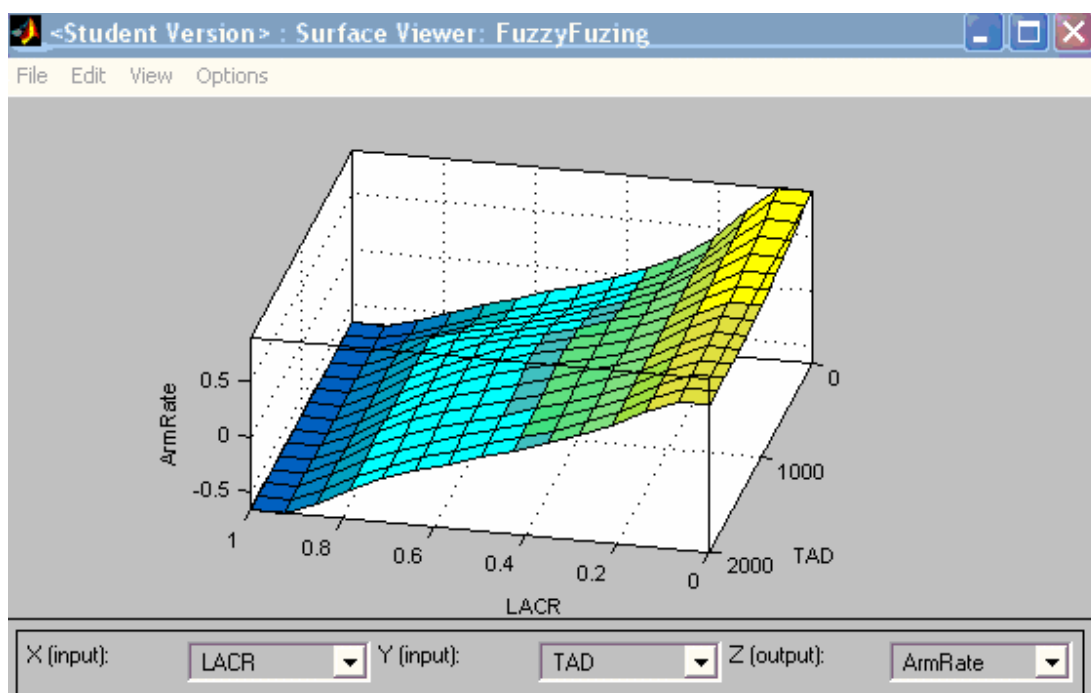 <Student Version> : Surface Viewer: FuzzyFuzing
File Edit View Options
0.5
0
-0.5
ArmRate
1
0.8
0.6
0.4
0.2
0
LACR
0
1000
2000
TAD
X (input): LACR Y (input): TAD Z (output): ArmRate